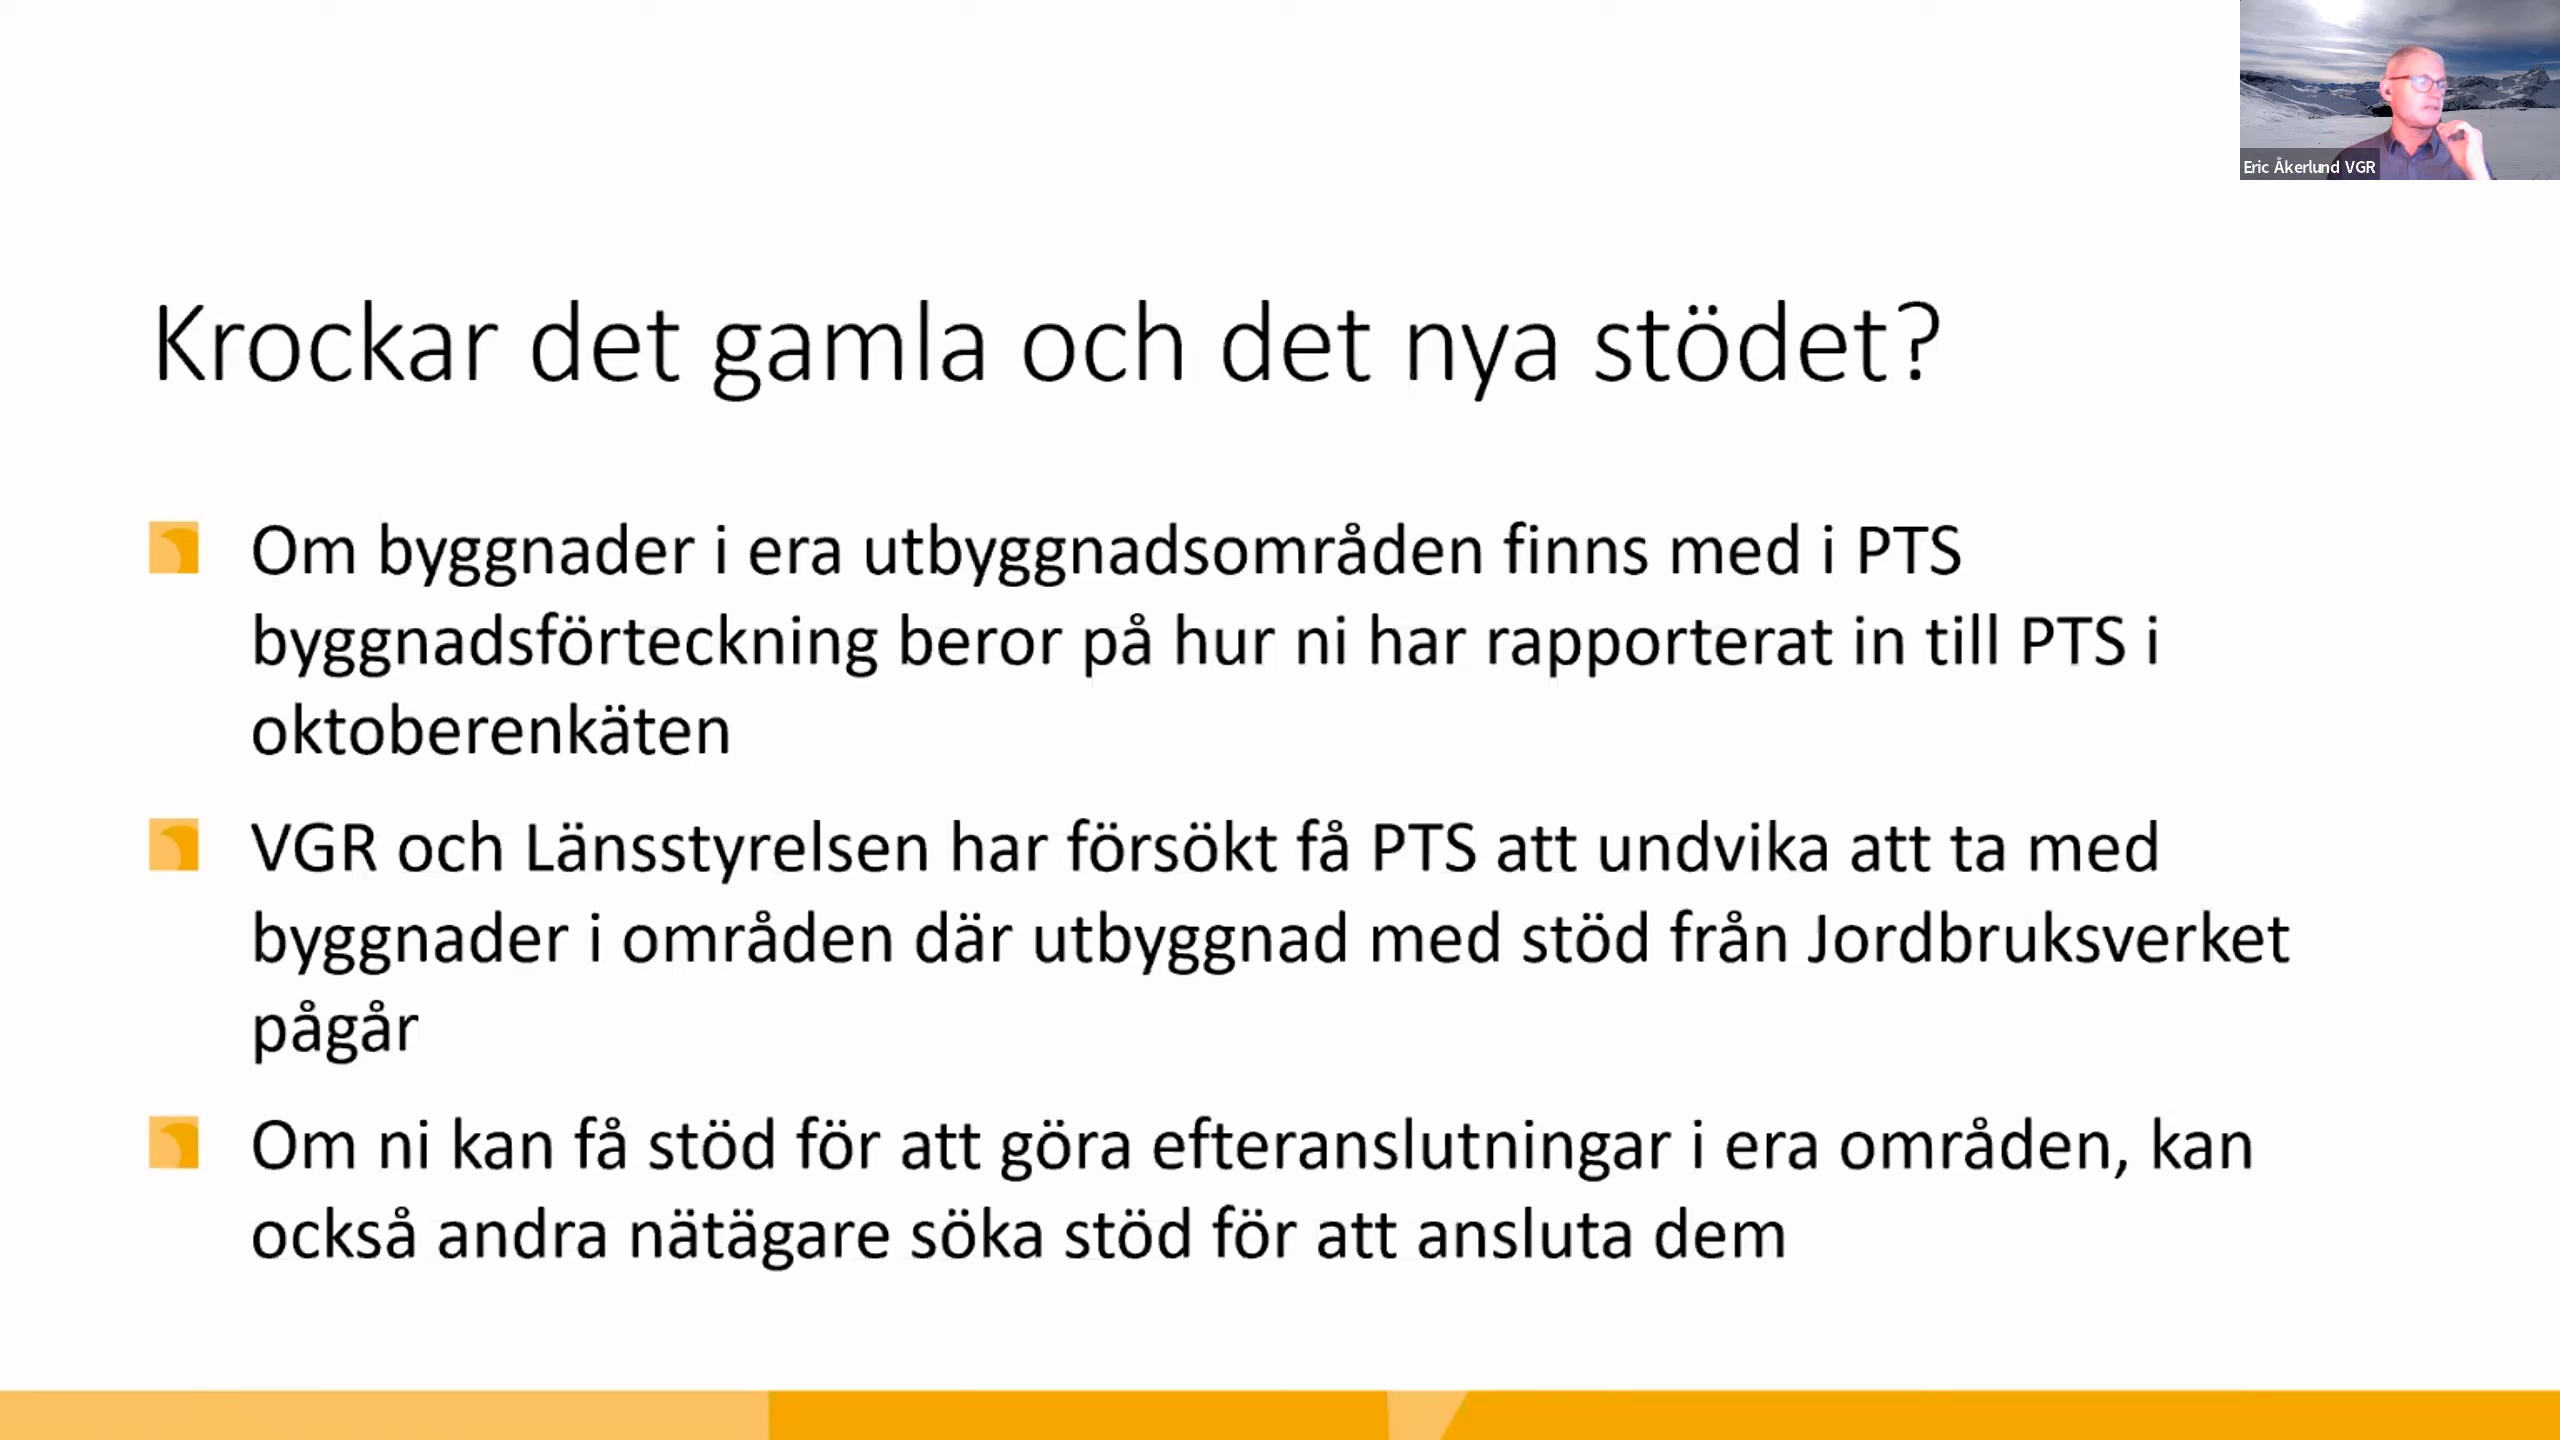 Eric Åkerlund VGR
Krockar det gamla och det nya stödet?
Om byggnader i era utbyggnadsområden finns med i PTS
byggnadsförteckning beror på hur ni har rapporterat in till PTS i
oktoberenkäten
VGR och Länsstyrelsen har försökt få PTS att undvika att ta med
byggnader i områden där utbyggnad med stöd från Jordbruksverket
pågår
Om ni kan få stöd för att göra efteranslutningar i era områden, kan
också andra nätägare söka stöd för att ansluta dem